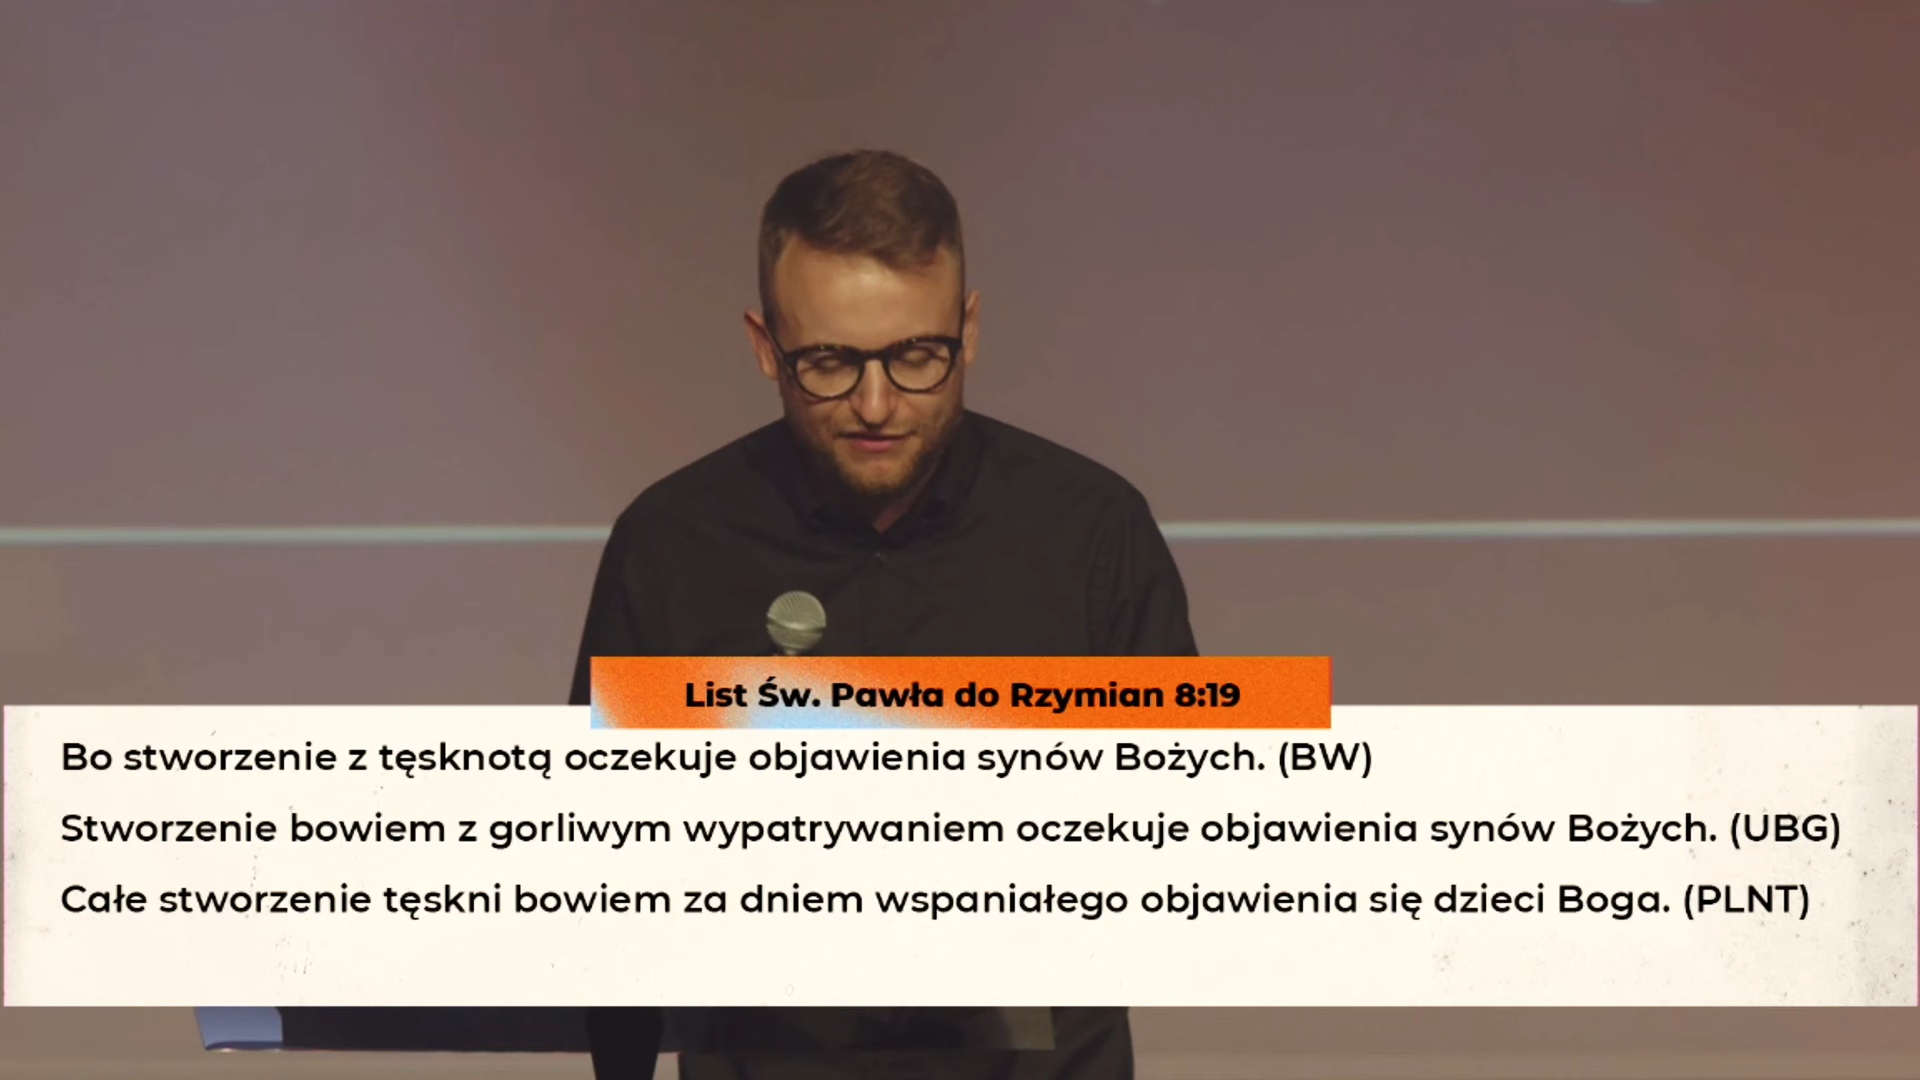 List Św. Pawła do Rzymian 8:19
Bo stworzenie z tęsknotą oczekuje objawienia synów Bożych. (BW)
Stworzenie bowiem z gorliwym wypatrywaniem oczekuje objawienia synów Bożych. (UBG)
Całe stworzenie tęskni bowiem za dniem wspaniałego objawienia się dzieci Boga. (PLNT)